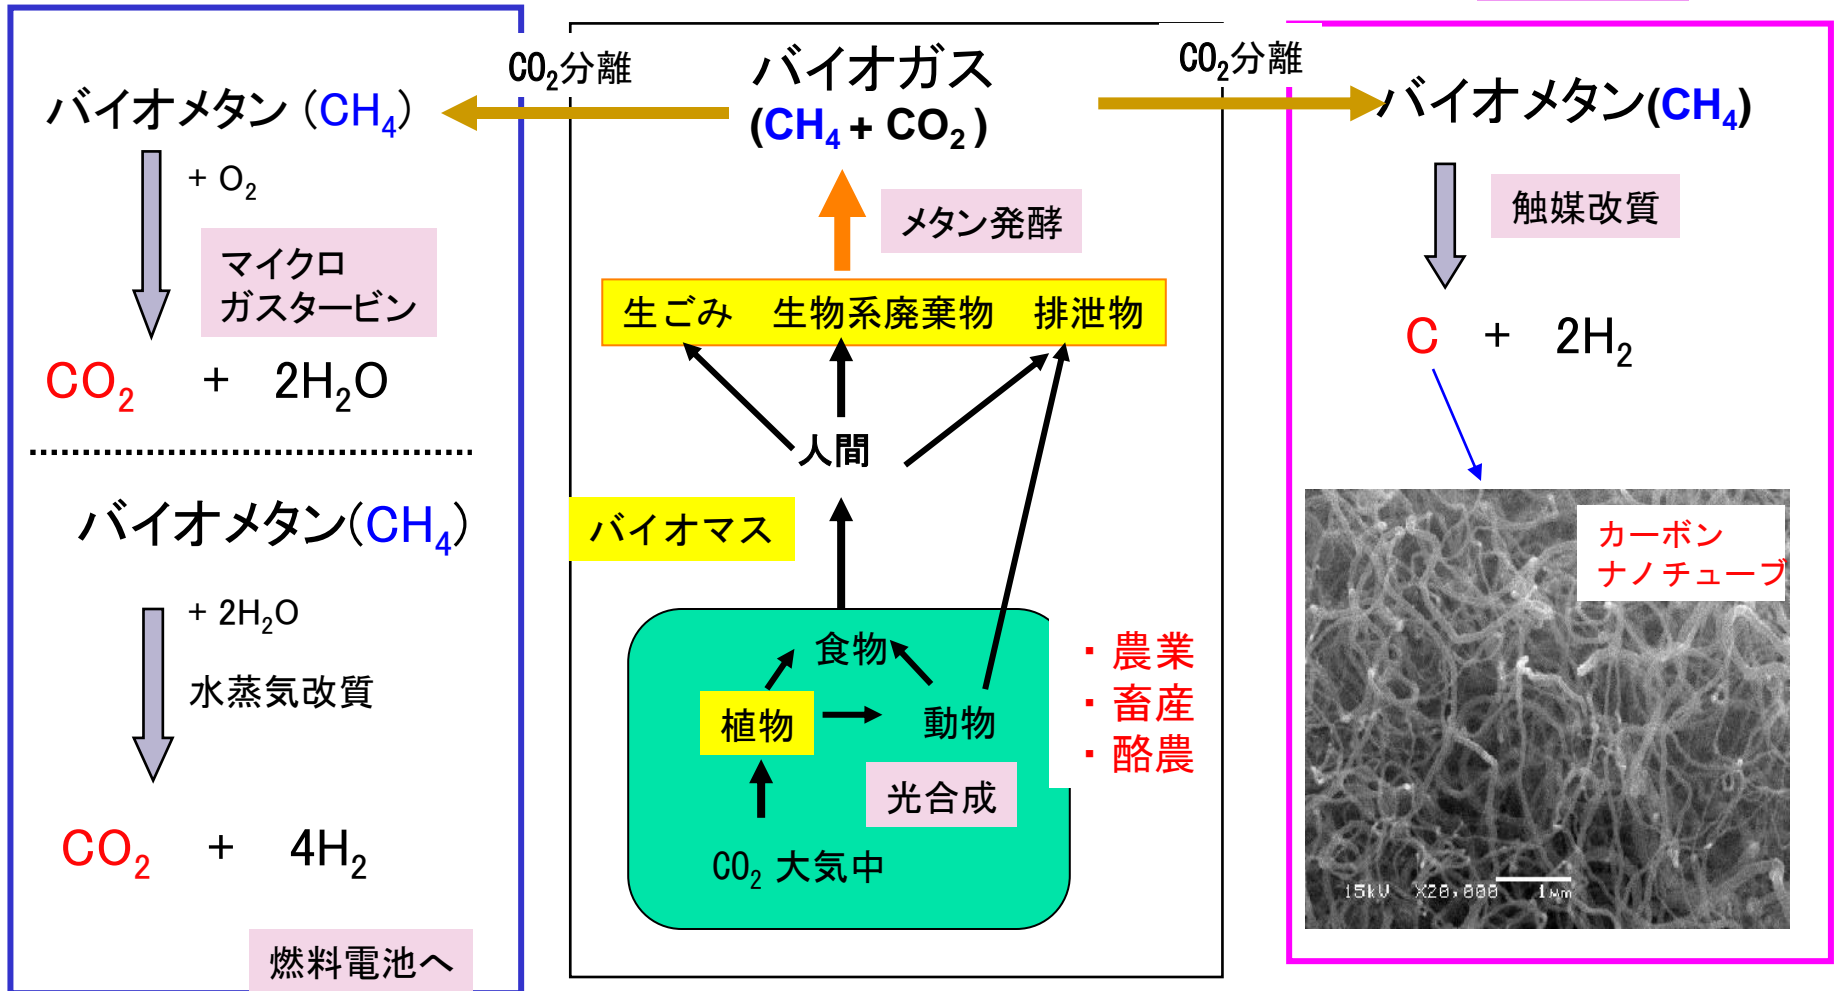 CO₂分離
バイオメタン（CH₄）
+ O₂
マイクロ
ガスタービン
CO₂ + 2H₂O
バイオメタン（CH₄）
+ 2H₂O
水蒸気改質
CO₂ + 4H₂
燃料電池へ
バイオガス
(CH₄ + CO₂ )
メタン発酵
生ごみ 生物系廃棄物 排泄物
人間
バイオマス
食物
植物
動物
光合成
CO₂ 大気中
・農業
・畜産
・酪農
CO₂分離
バイオメタン(CH₄)
触媒改質
C + 2H₂
カーボン
ナノチューブ
15kV X20,000 1μm